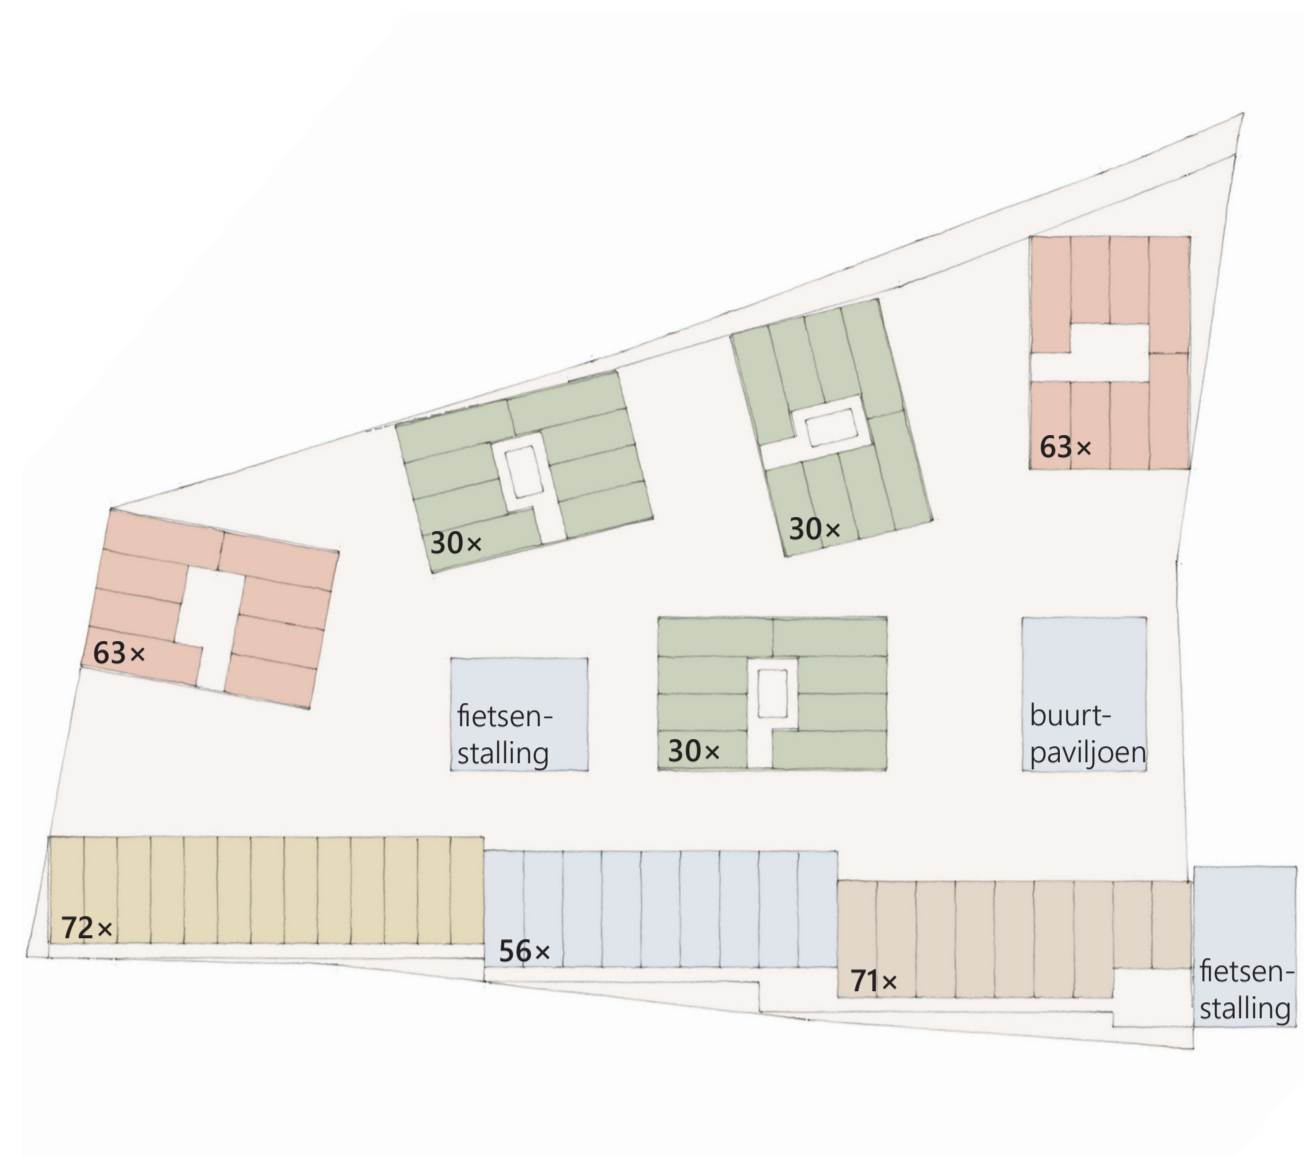 63×
30×
30×
63×
fietsen-
stalling
30×
buurt-
paviljoen
72×
56×
71×
fietsen-
stalling